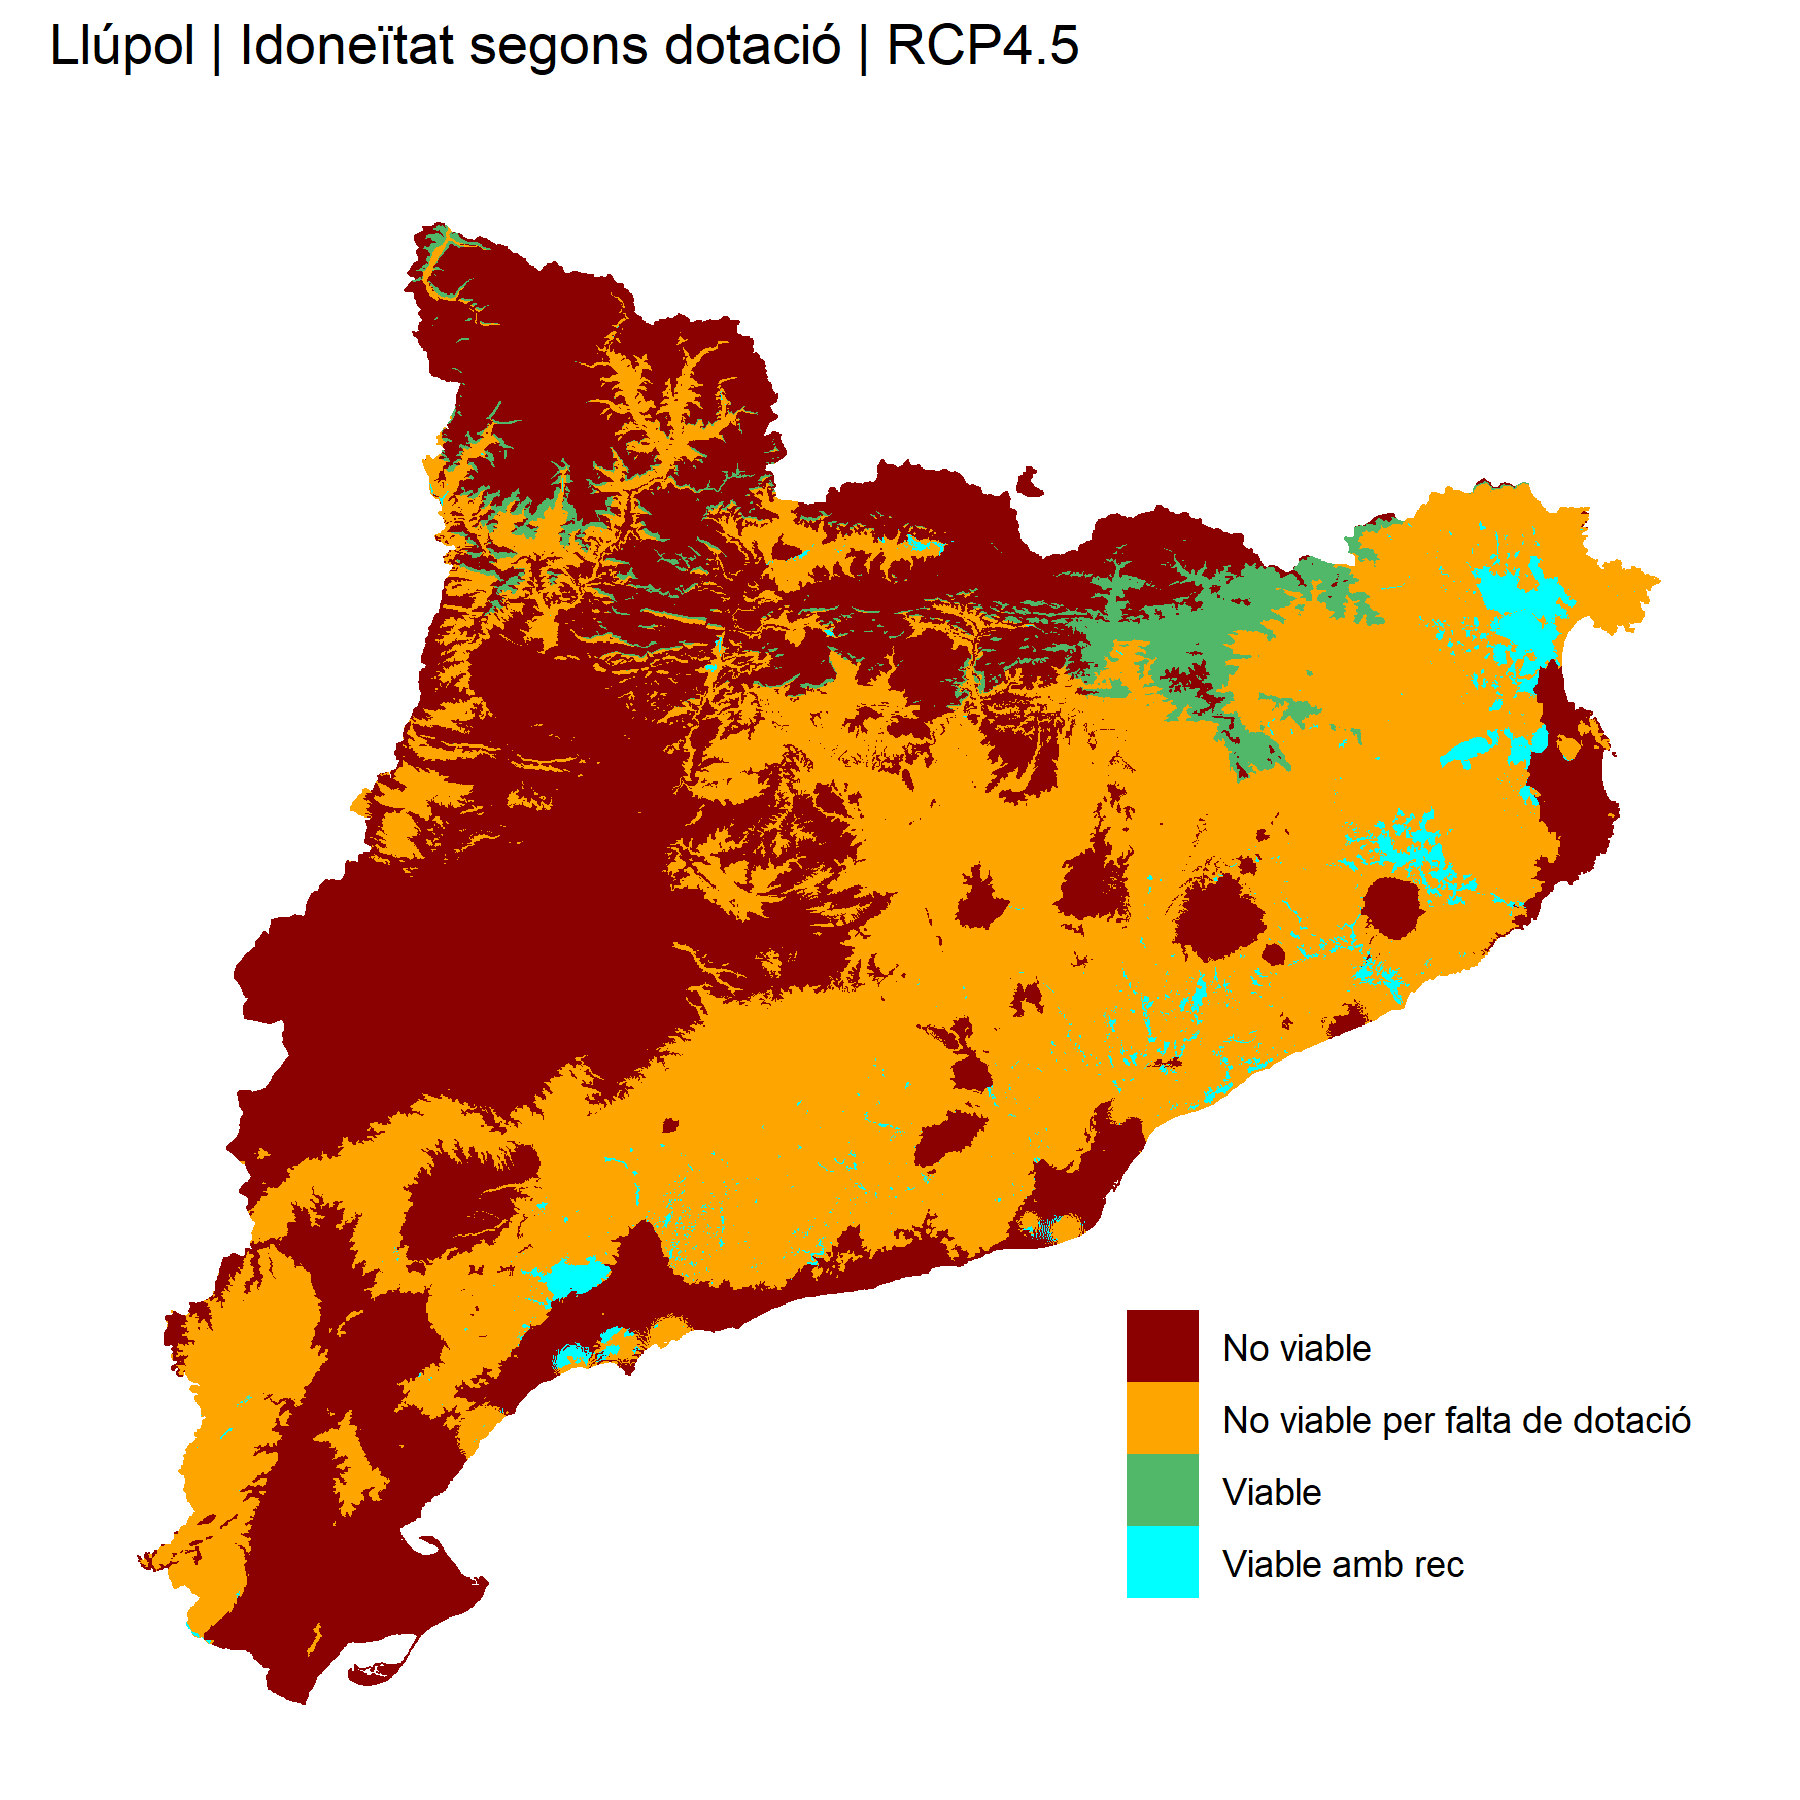 Llúpol | Idoneïtat segons dotació | RCP4.5
No viable
No viable per falta de dotació
Viable
Viable amb rec